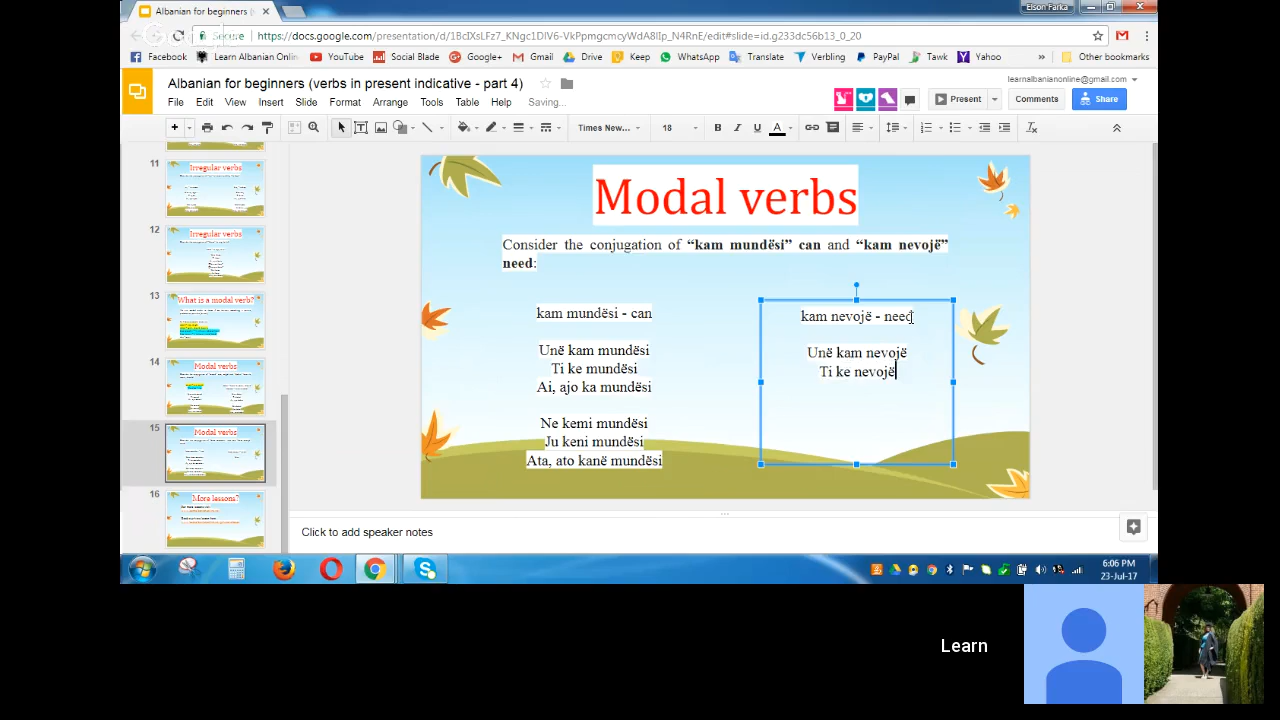 Albanian for beginners (v
Elson Farka
Secure
https://docs.google.com/presentation/d/1BclXsLFz7_KNgc1DlV6-VkPpmgcmcyWdA8lIp_N4RnE/edit#slide=id.g233dc56b13_0_20
Facebook Learn Albanian Onlin YouTube Social Blade Google+ Gmail Drive Keep WhatsApp Translate Verbling PayPal Tawk Yahoo » Other bookmarks
Albanian for beginners (verbs in present indicative - part 4)
learnalbanianonline@gmail.com
File Edit View Insert Slide Format Arrange Tools Table Help Saving...
Present Comments Share
Times New... 18 B I U A
11
Irregular verbs
12
Irregular verbs
13
What is a modal verb?
14
Modal verbs
15
Modal verbs
16
More lessons?
Modal verbs
Consider the conjugation of “kam mundësi” can and “kam nevojë”
need:
kam mundësi - can
Unë kam mundësi
Ti ke mundësi
Ai, ajo ka mundësi
Ne kemi mundësi
Ju keni mundësi
Ata, ato kanë mundësi
kam nevojë - need
Unë kam nevojë
Ti ke nevojë
Click to add speaker notes
6:06 PM
23-Jul-17
Learn